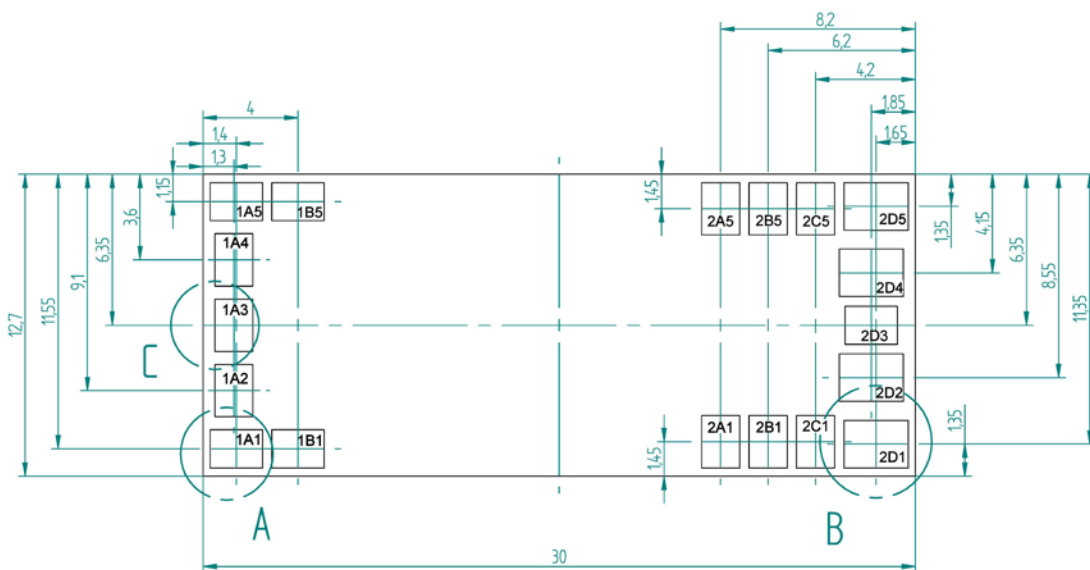 8,2
6,2
4,2
4
1,85
1,4
1,65
1,3
1,15
1,45
3,6
1,35
4,15
6,35
9,1
11,55
12,7
6,35
8,55
11,35
1A5
1B5
2A5
2B5
2C5
2D5
1A4
2D4
1A3
2D3
C
1A2
2D2
1A1
1B1
2A1
2B1
2C1
2D1
1,45
1,35
A
B
30